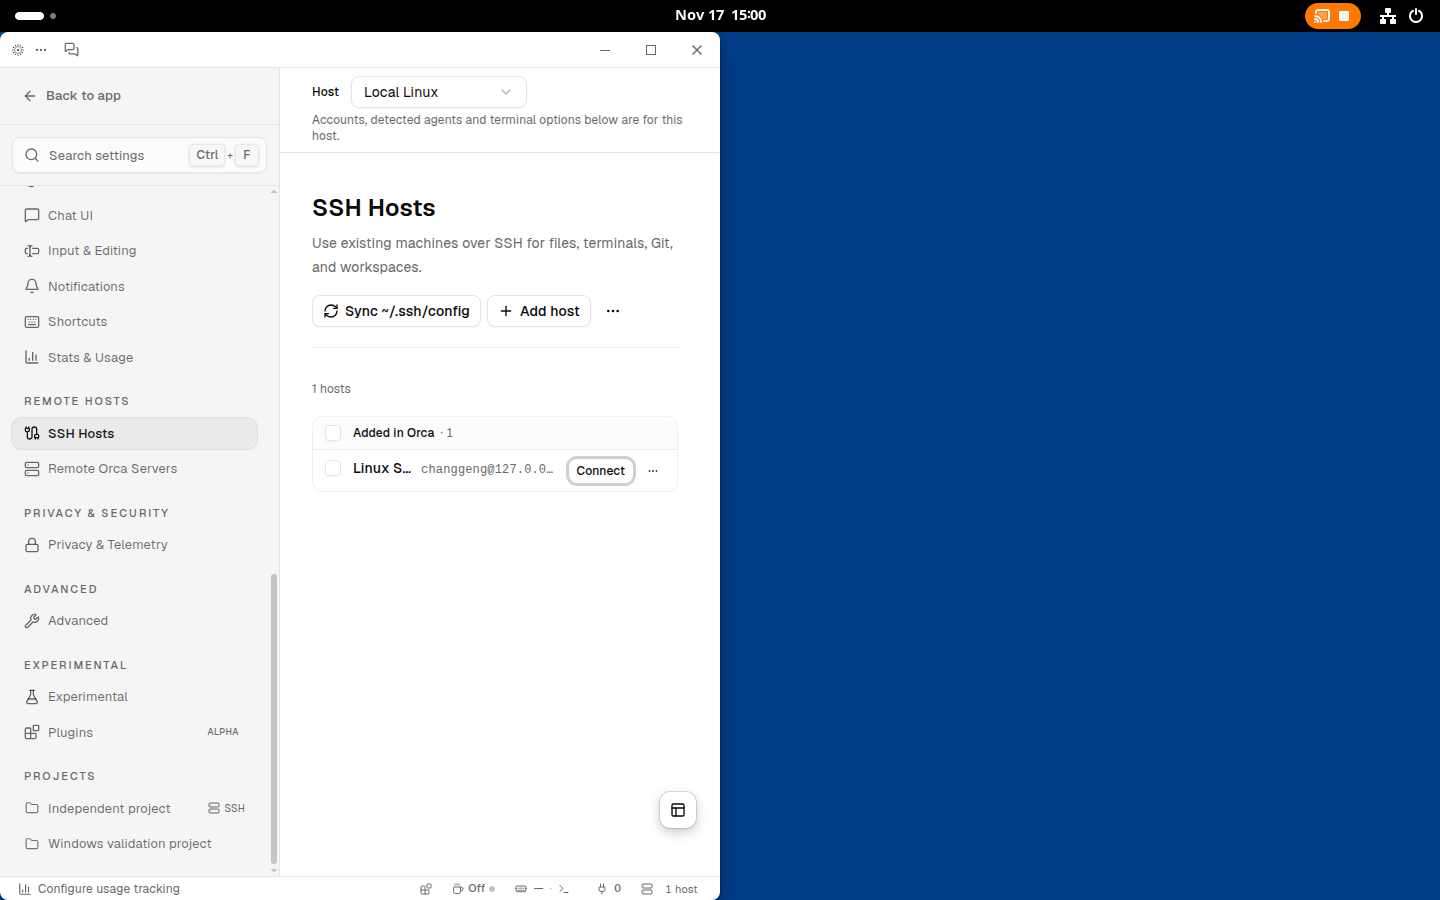 Nov 17 15:00
Back to app
Search settings Ctrl + F
Chat UI
Input & Editing
Notifications
Shortcuts
Stats & Usage
REMOTE HOSTS
SSH Hosts
Remote Orca Servers
PRIVACY & SECURITY
Privacy & Telemetry
ADVANCED
Advanced
EXPERIMENTAL
Experimental
Plugins ALPHA
PROJECTS
Independent project SSH
Windows validation project
Host Local Linux
Accounts, detected agents and terminal options below are for this
host.
SSH Hosts
Use existing machines over SSH for files, terminals, Git,
and workspaces.
Sync ~/.ssh/config Add host
1 hosts
Added in Orca · 1
Linux S... changgeng@127.0.0... Connect
Configure usage tracking Off — · 0 1 host